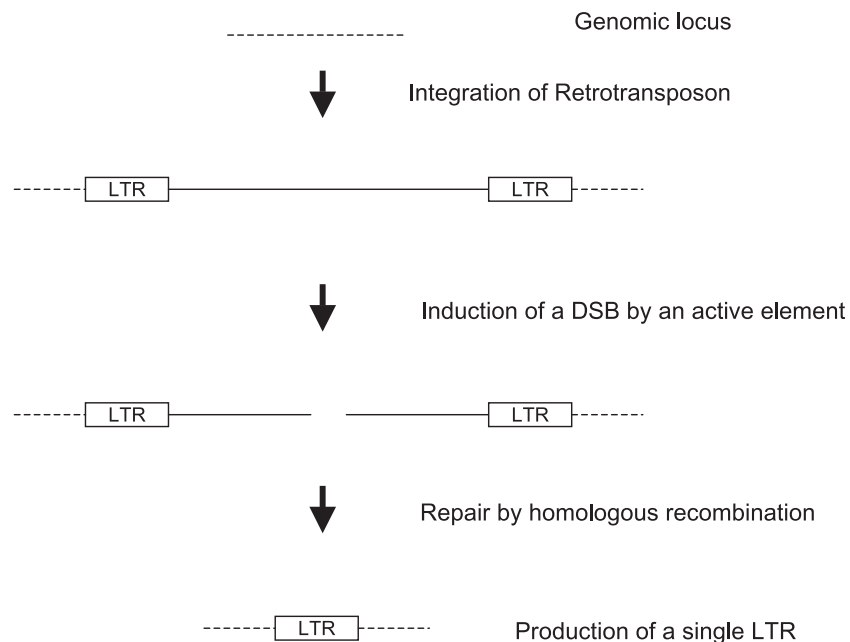 Genomic locus
Integration of Retrotransposon
LTR LTR
Induction of a DSB by an active element
LTR LTR
Repair by homologous recombination
LTR
Production of a single LTR